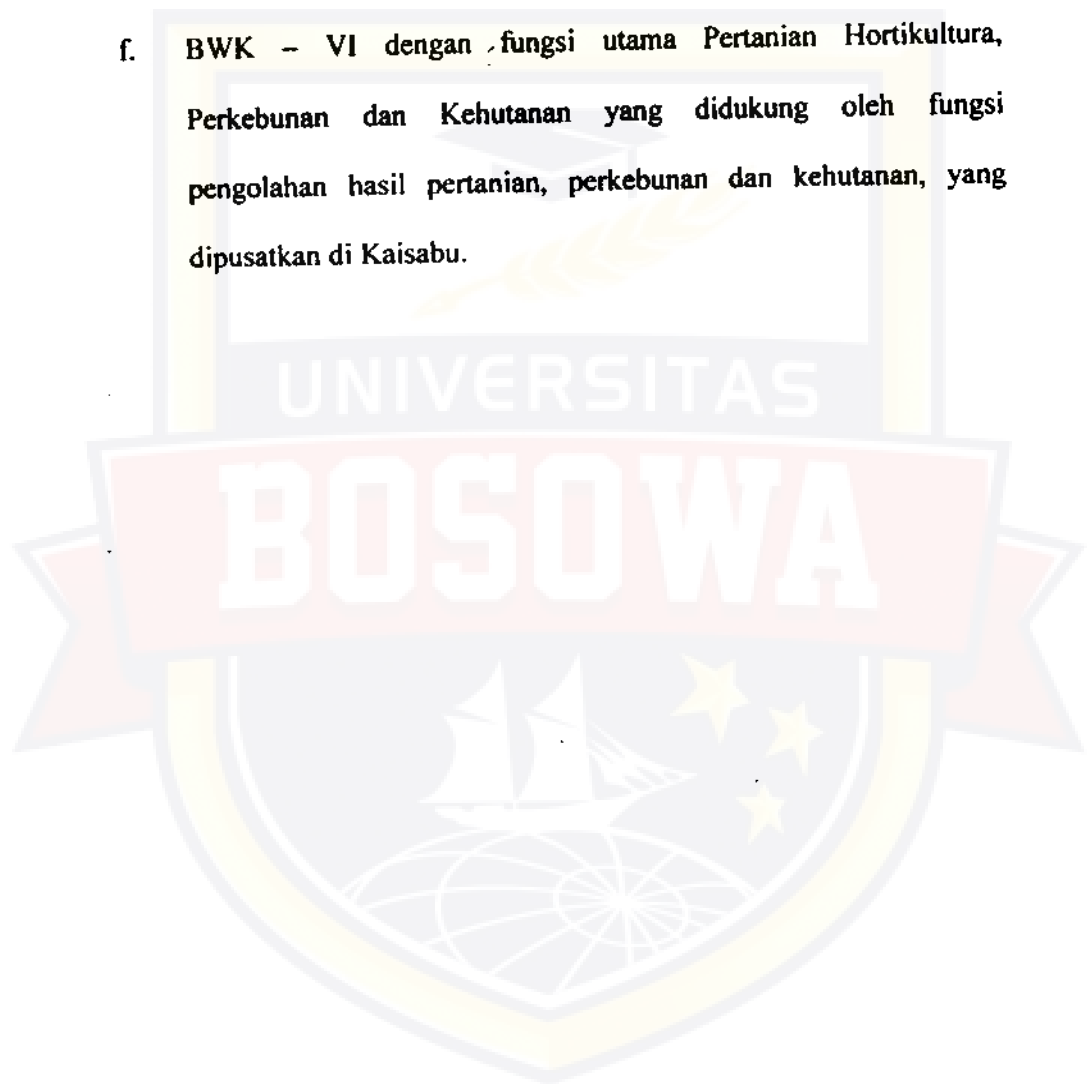 f. BWK – VI dengan fungsi utama Pertanian Hortikultura,
Perkebunan dan Kehutanan yang didukung oleh fungsi
pengolahan hasil pertanian, perkebunan dan kehutanan, yang
dipusatkan di Kaisabu.
UNIVERSITAS
BOSOWA